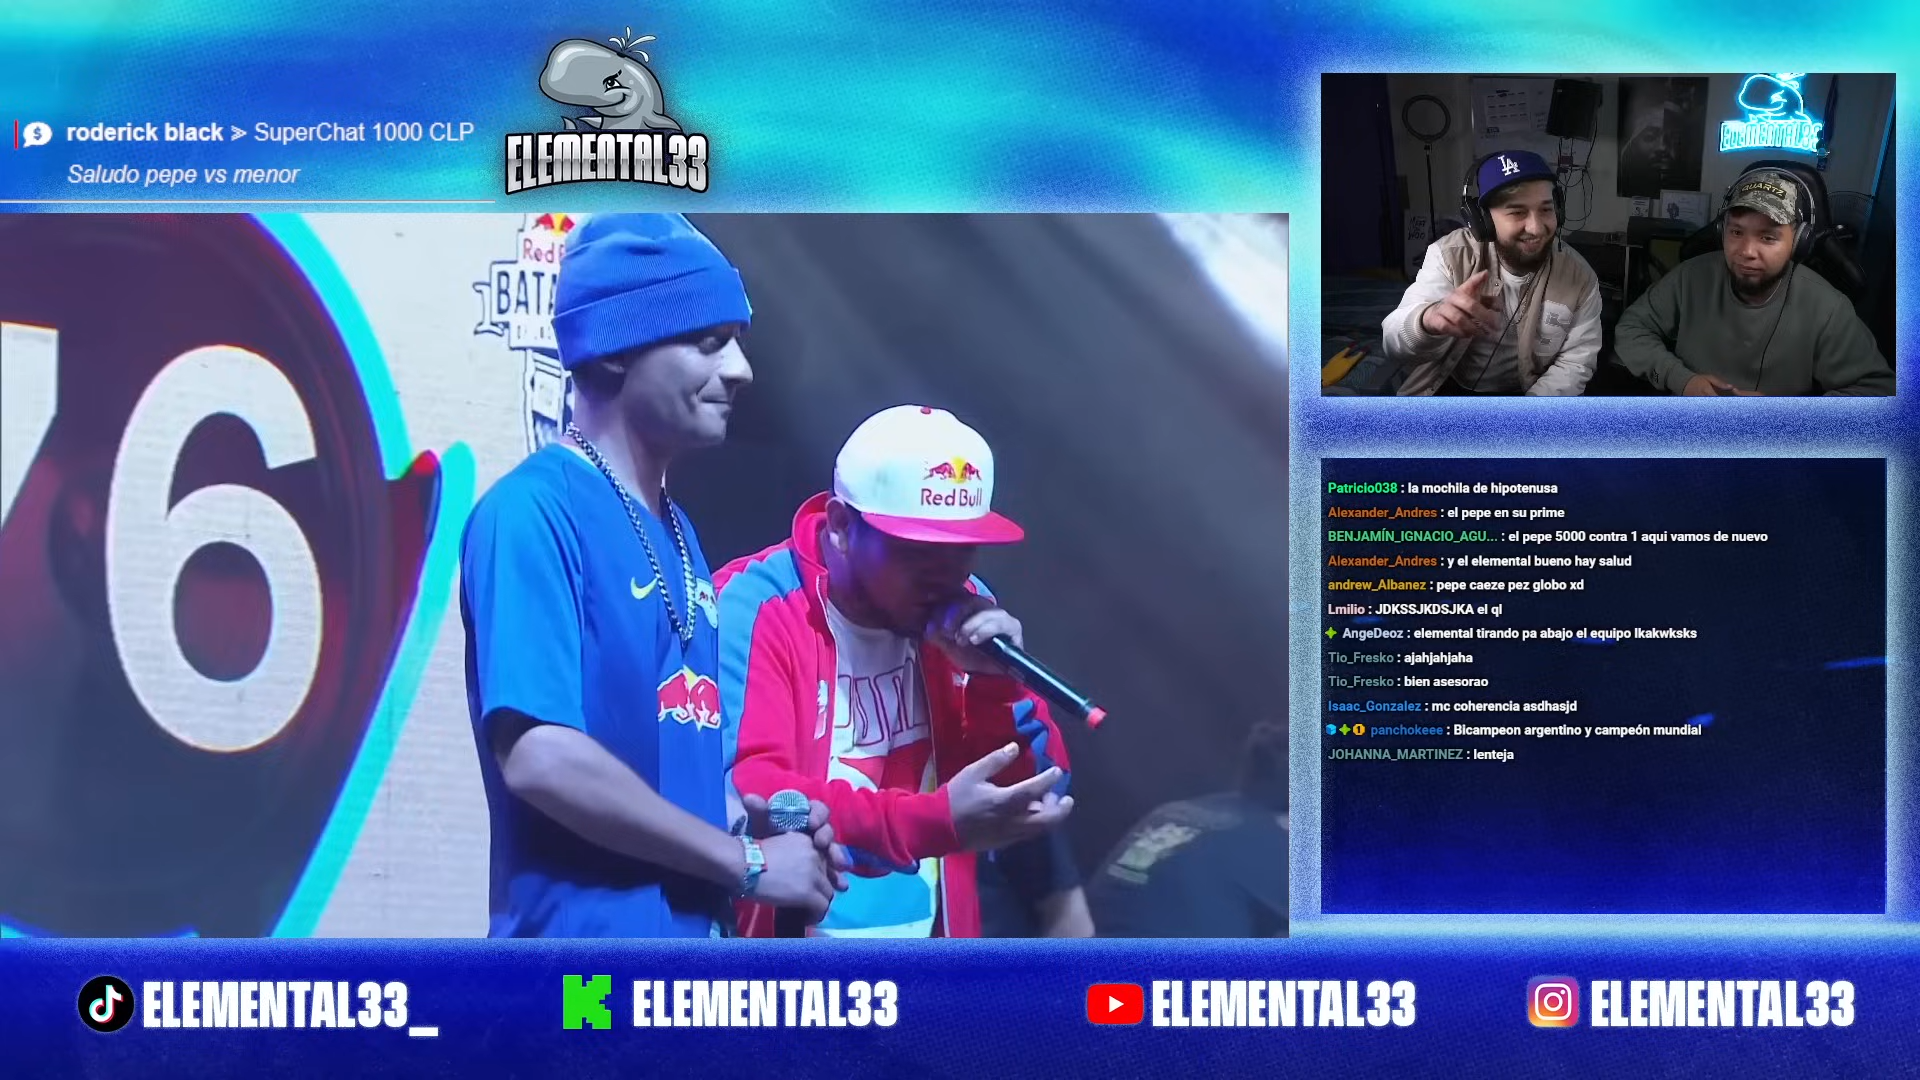 roderick black ⪢ SuperChat 1000 CLP
Saludo pepe vs menor
ELEMENTAL33
Red B
BATA
76
Red Bull
LA
QUARTZ
ELEMENTAL33
Patricio038 : la mochila de hipotenusa
Alexander_Andres : el pepe en su prime
BENJAMÍN_IGNACIO_AGU... : el pepe 5000 contra 1 aqui vamos de nuevo
Alexander_Andres : y el elemental bueno hay salud
andrew_Albanez : pepe caeze pez globo xd
Lmilio : JDKSSJKDSJKA el ql
AngeDeoz : elemental tirando pa abajo el equipo lkakwksks
Tio_Fresko : ajahjahjaha
Tio_Fresko : bien asesorao
Isaac_Gonzalez : mc coherencia asdhasjd
panchokeee : Bicampeon argentino y campeón mundial
JOHANNA_MARTINEZ : lenteja
ELEMENTAL33_
ELEMENTAL33
ELEMENTAL33
ELEMENTAL33